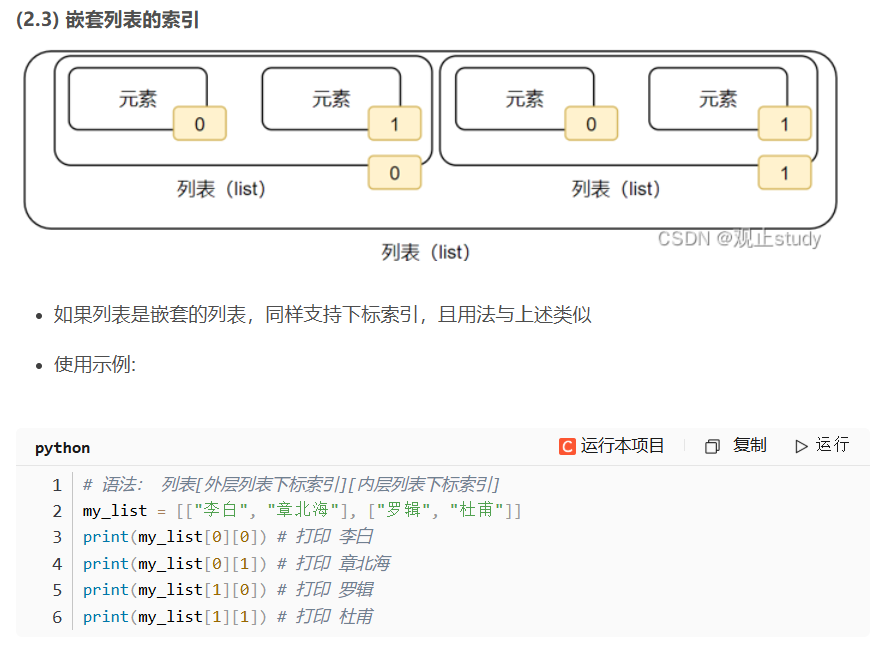 (2.3) 嵌套列表的索引
元素 元素 元素 元素
0 1 0 1
0 1
列表（list） 列表（list）
CSDN @观止study
列表（list）
如果列表是嵌套的列表，同样支持下标索引，且用法与上述类似
使用示例:
python 运行本项目 复制 运行
1 # 语法： 列表[外层列表下标索引][内层列表下标索引]
2 my_list = [["李白", "章北海"], ["罗辑", "杜甫"]]
3 print(my_list[0][0]) # 打印 李白
4 print(my_list[0][1]) # 打印 章北海
5 print(my_list[1][0]) # 打印 罗辑
6 print(my_list[1][1]) # 打印 杜甫